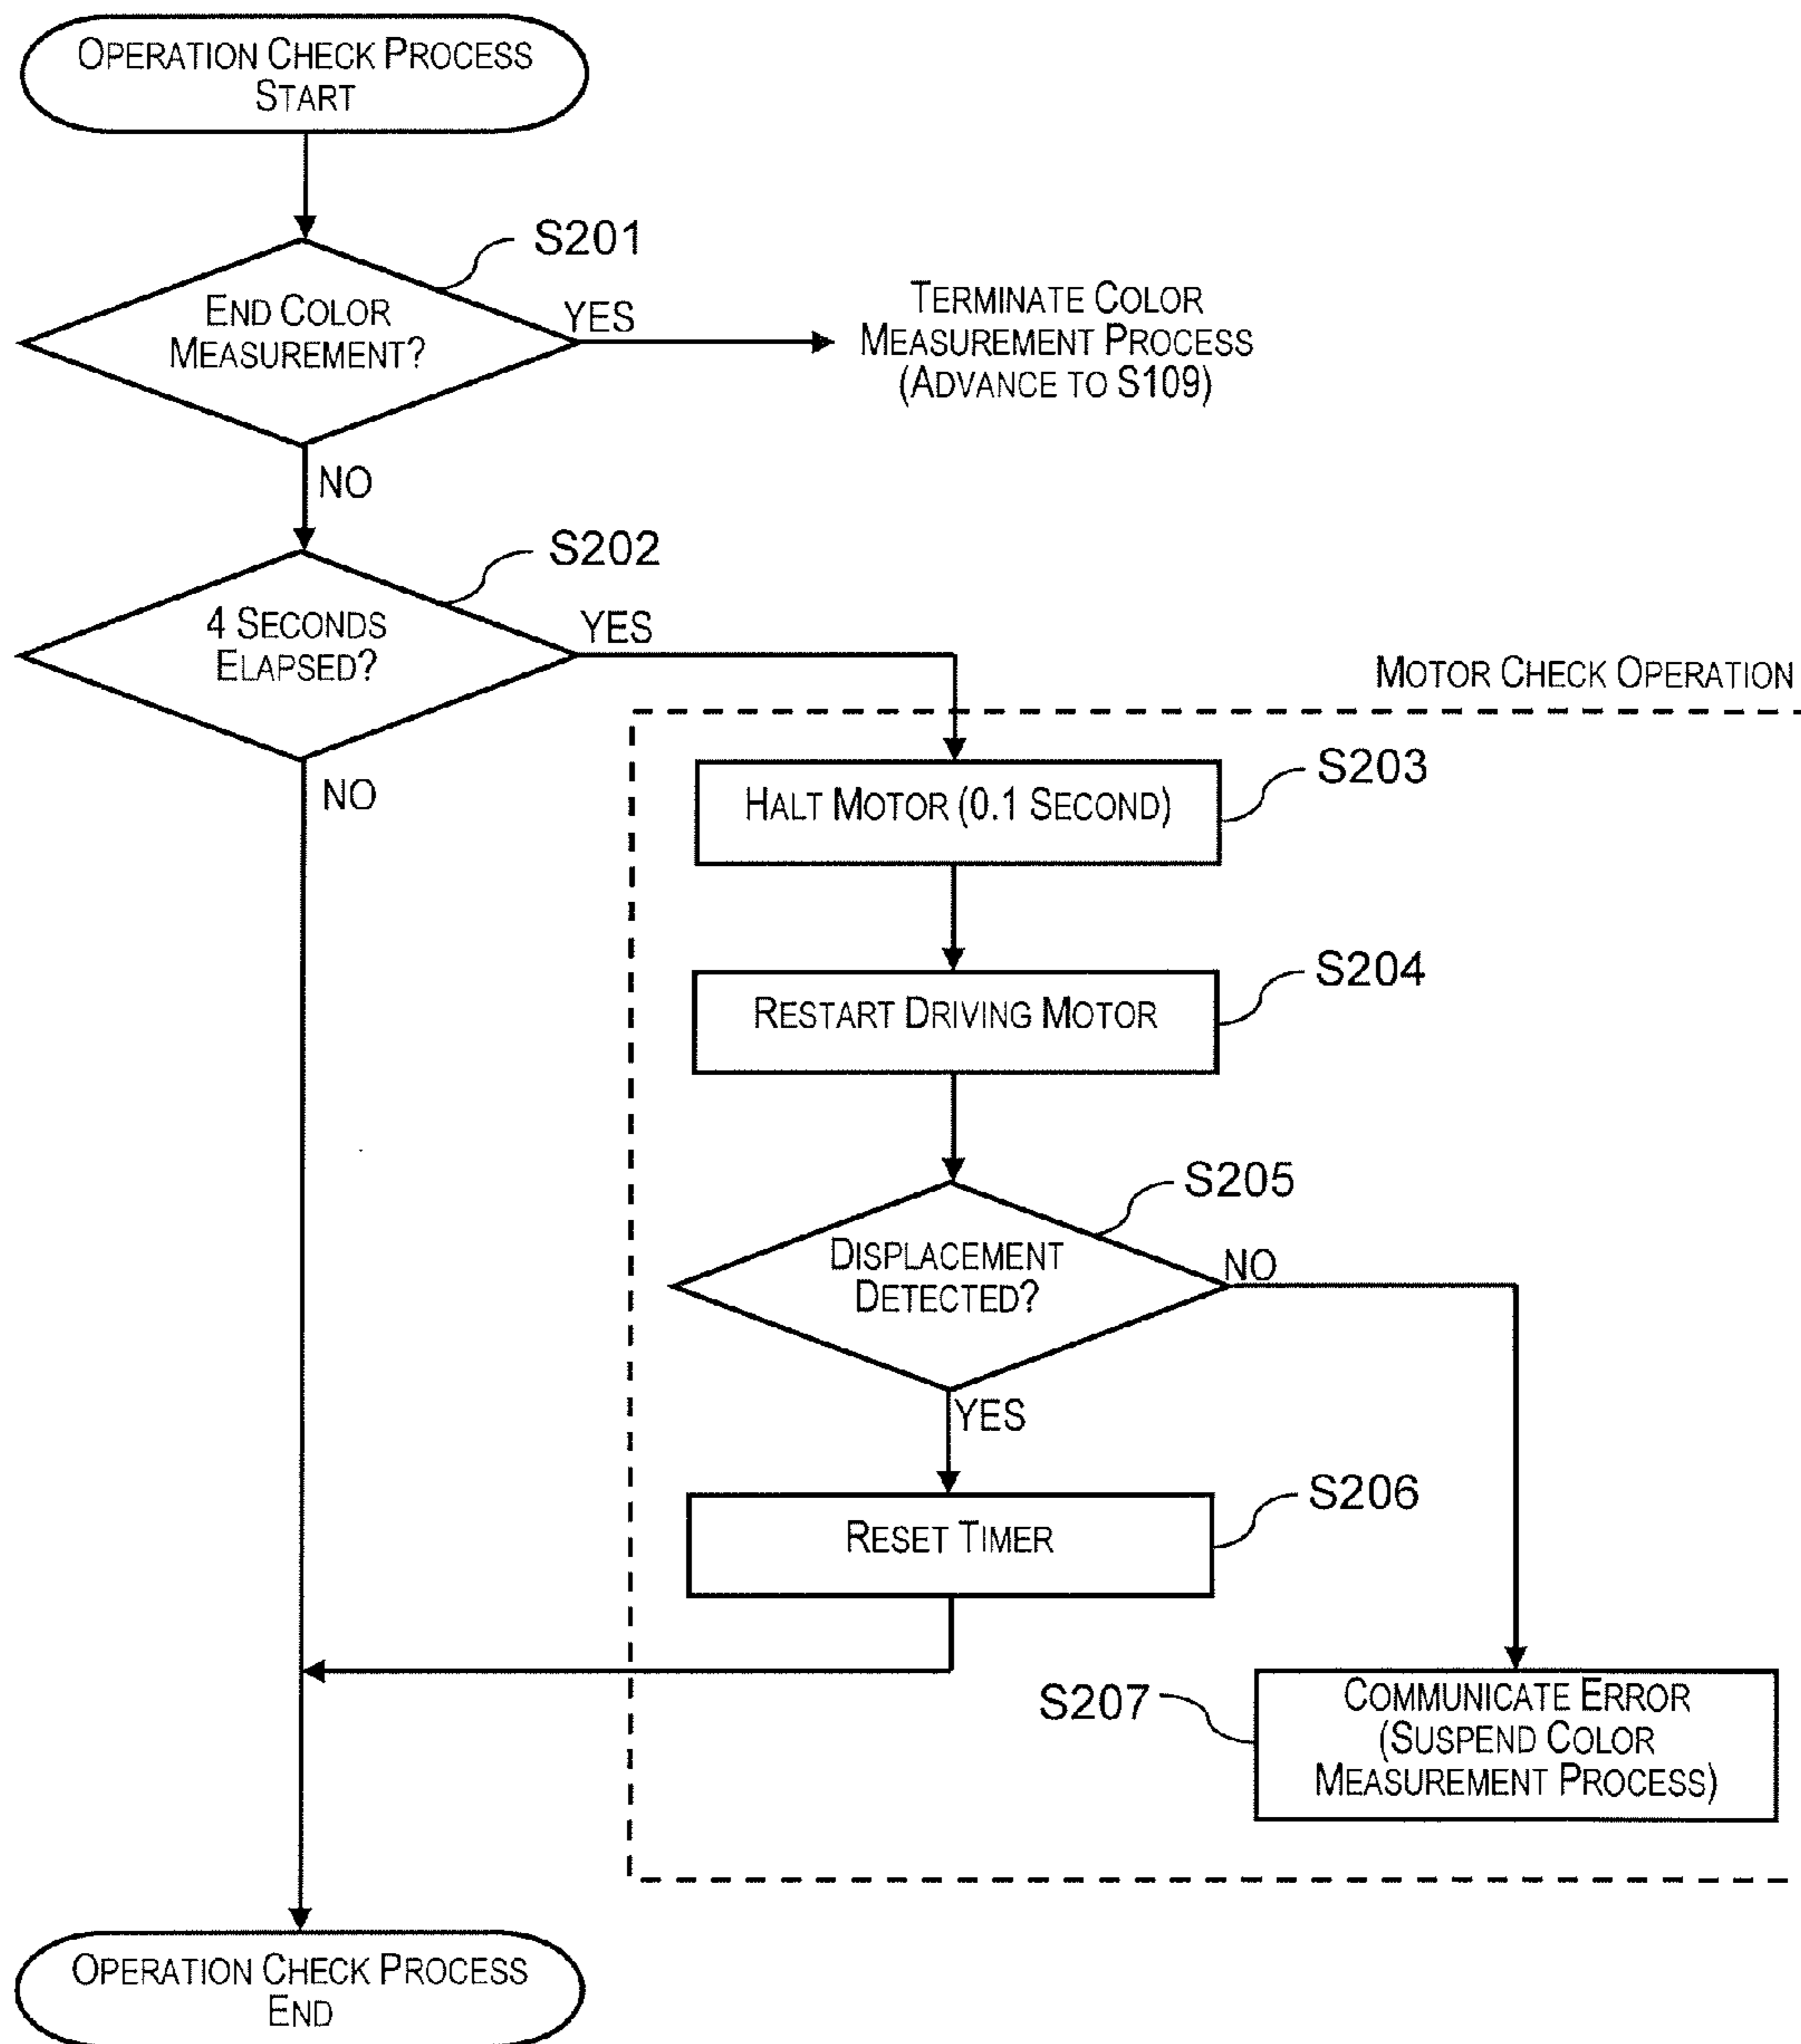 OPERATION CHECK PROCESS
START
S201
END COLOR
MEASUREMENT?
YES
TERMINATE COLOR
MEASUREMENT PROCESS
(ADVANCE TO S109)
NO
S202
4 SECONDS
ELAPSED?
YES
NO
MOTOR CHECK OPERATION
HALT MOTOR (0.1 SECOND)
S203
RESTART DRIVING MOTOR
S204
S205
DISPLACEMENT
DETECTED?
NO
YES
RESET TIMER
S206
S207
COMMUNICATE ERROR
(SUSPEND COLOR
MEASUREMENT PROCESS)
OPERATION CHECK PROCESS
END